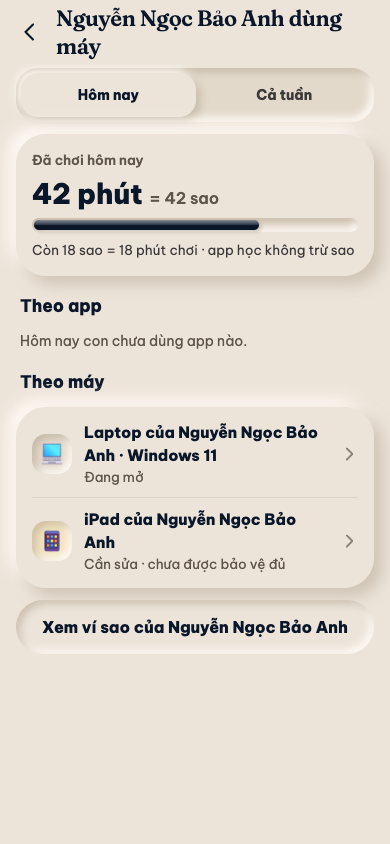 Nguyễn Ngọc Bảo Anh dùng
máy
Hôm nay
Cả tuần
Đã chơi hôm nay
42 phút = 42 sao
Còn 18 sao = 18 phút chơi · app học không trừ sao
Theo app
Hôm nay con chưa dùng app nào.
Theo máy
Laptop của Nguyễn Ngọc Bảo
Anh · Windows 11
Đang mở
iPad của Nguyễn Ngọc Bảo
Anh
Cần sửa · chưa được bảo vệ đủ
Xem ví sao của Nguyễn Ngọc Bảo Anh